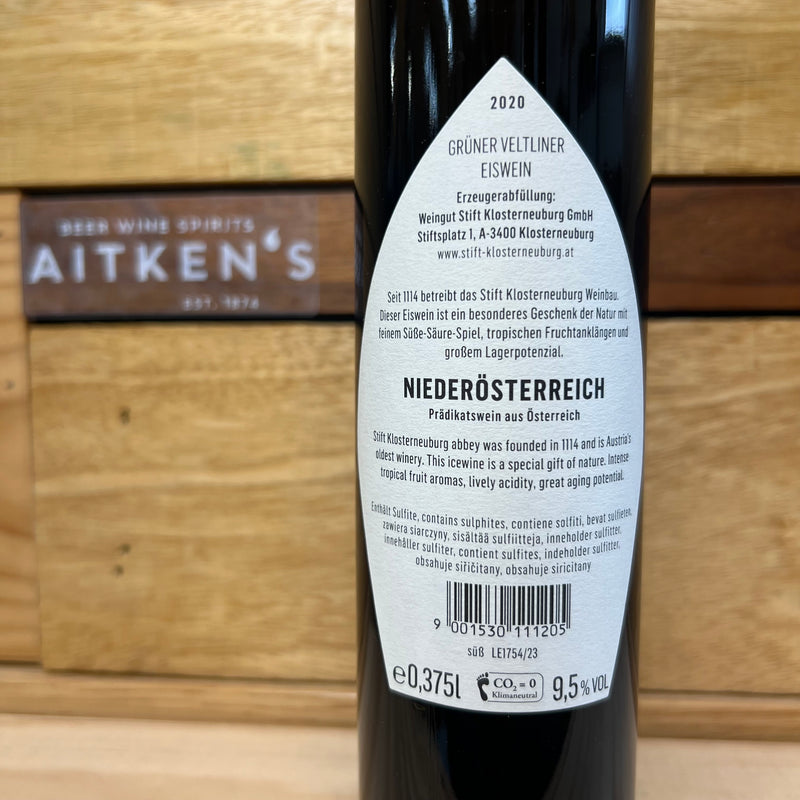 BEER WINE SPIRITS
AITKEN'S
EST. 1874
2020
GRÜNER VELTLINER
EISWEIN
Erzeugerabfüllung:
Weingut Stift Klosterneuburg GmbH
Stiftsplatz 1, A-3400 Klosterneuburg
www.stift-klosterneuburg.at
Seit 1114 betreibt das Stift Klosterneuburg Weinbau.
Dieser Eiswein ist ein besonderes Geschenk der Natur mit
feinem Süße-Säure-Spiel, tropischen Fruchtanklängen und
großem Lagerpotenzial.
NIEDERÖSTERREICH
Prädikatswein aus Österreich
Stift Klosterneuburg abbey was founded in 1114 and is Austria's
oldest winery. This icewine is a special gift of nature. Intense
tropical fruit aromas, lively acidity, great aging potential.
Enthält Sulfite, contains sulphites, contiene solfiti, bevat sulfieten,
zawiera siarczyny, sisältää sulfiitteja, inneholder sulfitter,
innehåller sulfiter, contient sulfites, indeholder sulfitter,
obsahuje siřičitany, obsahuje siricitany
9 001530 111205
süß LE1754/23
e0,375l
CO2 = 0
Klimaneutral
9,5% VOL